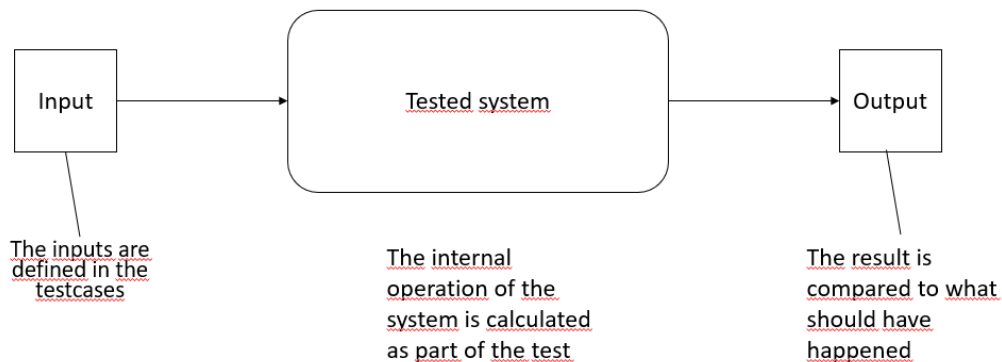 Input
Tested system
Output
The inputs are
defined in the
testcases
The internal
operation of the
system is calculated
as part of the test
The result is
compared to what
should have
happened